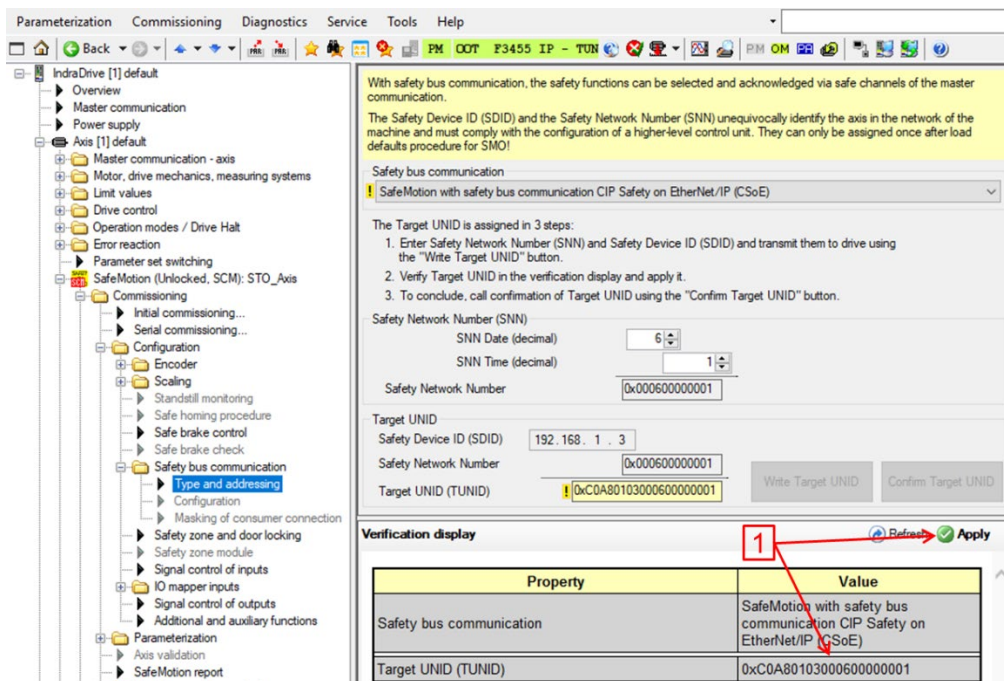 Parameterization Commissioning Diagnostics Service Tools Help
Back PM OOT F3455 IP - TUN PM OM
IndraDrive [1] default
Overview
Master communication
Power supply
Axis [1] default
Master communication - axis
Motor, drive mechanics, measuring systems
Limit values
Drive control
Operation modes / Drive Halt
Error reaction
Parameter set switching
SafeMotion (Unlocked, SCM): STO_Axis
Commissioning
Initial commissioning...
Serial commissioning...
Configuration
Encoder
Scaling
Standstill monitoring
Safe homing procedure
Safe brake control
Safe brake check
Safety bus communication
Type and addressing
Configuration
Masking of consumer connection
Safety zone and door locking
Safety zone module
Signal control of inputs
IO mapper inputs
Signal control of outputs
Additional and auxiliary functions
Parameterization
Axis validation
SafeMotion report
With safety bus communication, the safety functions can be selected and acknowledged via safe channels of the master
communication.
The Safety Device ID (SDID) and the Safety Network Number (SNN) unequivocally identify the axis in the network of the
machine and must comply with the configuration of a higher-level control unit. They can only be assigned once after load
defaults procedure for SMO!
Safety bus communication
! SafeMotion with safety bus communication CIP Safety on EtherNet/IP (CSoE)
The Target UNID is assigned in 3 steps:
1. Enter Safety Network Number (SNN) and Safety Device ID (SDID) and transmit them to drive using
the "Write Target UNID" button.
2. Verify Target UNID in the verification display and apply it.
3. To conclude, call confirmation of Target UNID using the "Confirm Target UNID" button.
Safety Network Number (SNN)
SNN Date (decimal) 6
SNN Time (decimal) 1
Safety Network Number 0x000600000001
Target UNID
Safety Device ID (SDID) 192.168. 1 . 3
Safety Network Number 0x000600000001
Target UNID (TUNID) ! 0xC0A80103000600000001
Write Target UNID Confirm Target UNID
Verification display 1 Refresh Apply
Property Value
Safety bus communication SafeMotion with safety bus
communication CIP Safety on
EtherNet/IP (CSoE)
Target UNID (TUNID) 0xC0A80103000600000001